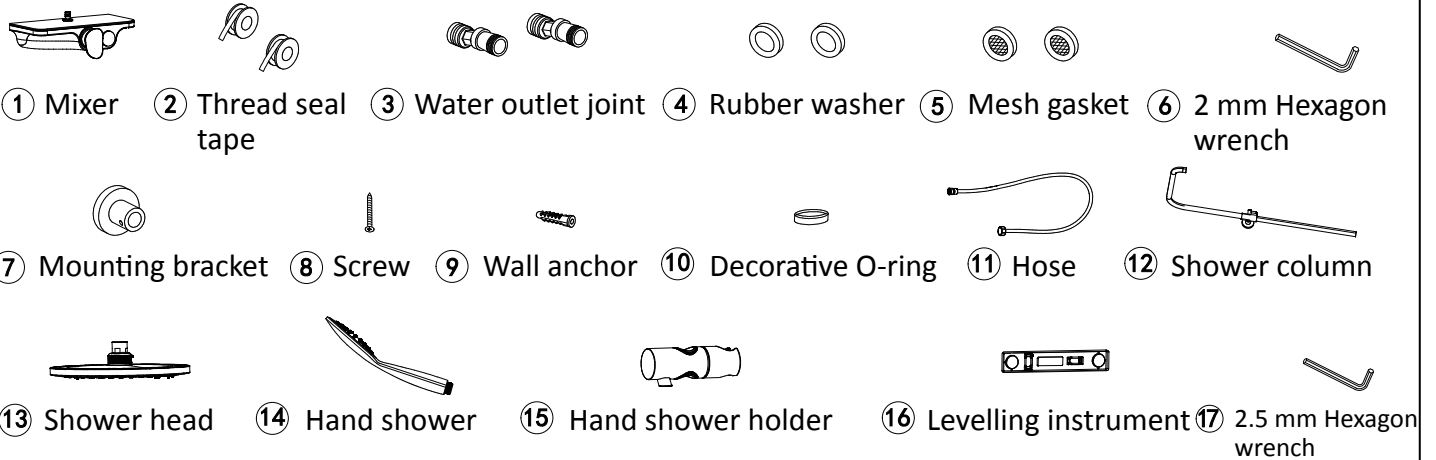 1 Mixer 2 Thread seal 3 Water outlet joint 4 Rubber washer 5 Mesh gasket 6 2 mm Hexagon
tape wrench
7 Mounting bracket 8 Screw 9 Wall anchor 10 Decorative O-ring 11 Hose 12 Shower column
13 Shower head 14 Hand shower 15 Hand shower holder 16 Levelling instrument 17 2.5 mm Hexagon
wrench